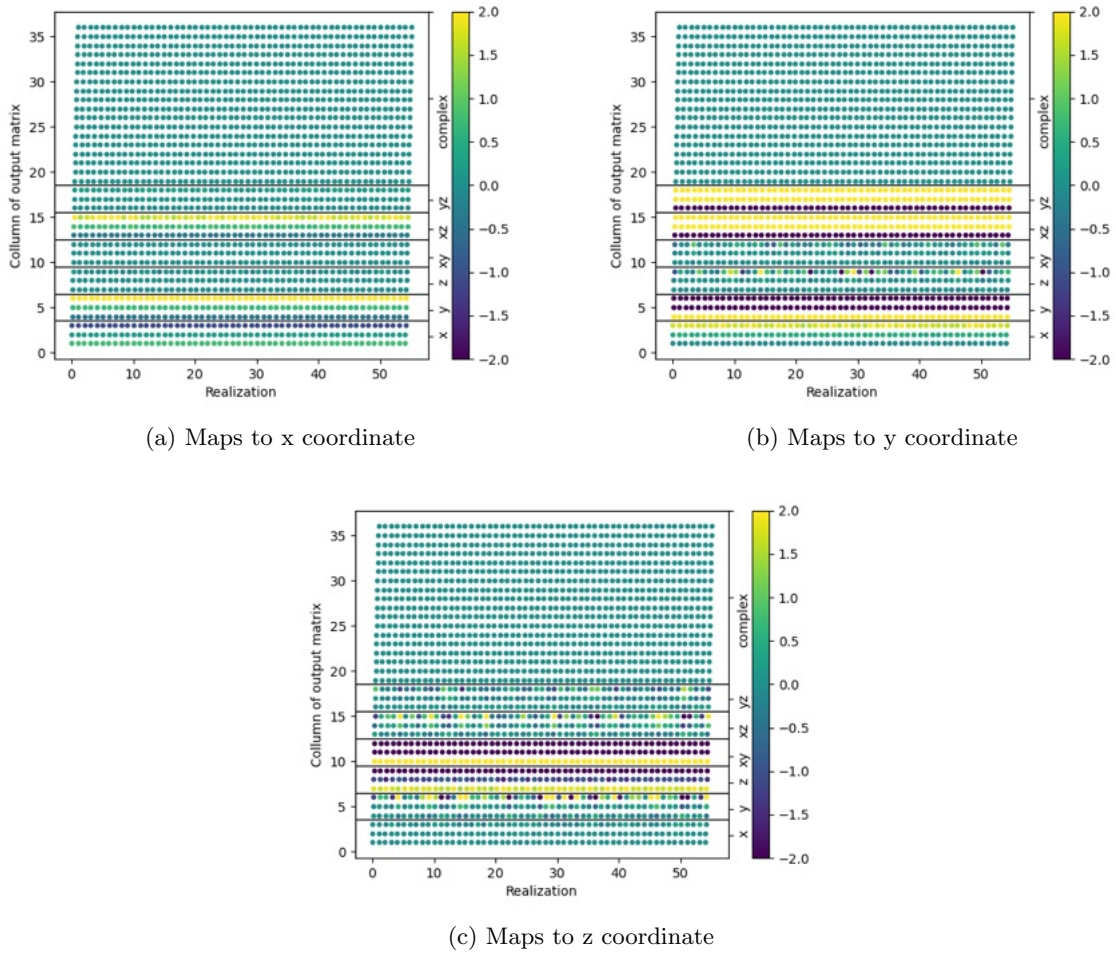 35
30
25
20
15
10
5
0
Collumn of output matrix
0 10 20 30 40 50
Realization
complex
yz
xz
xy
z
y
x
2.0
1.5
1.0
0.5
0.0
−0.5
−1.0
−1.5
−2.0
(a) Maps to x coordinate
35
30
25
20
15
10
5
0
Collumn of output matrix
0 10 20 30 40 50
Realization
complex
yz
xz
xy
z
y
x
2.0
1.5
1.0
0.5
0.0
−0.5
−1.0
−1.5
−2.0
(b) Maps to y coordinate
35
30
25
20
15
10
5
0
Collumn of output matrix
0 10 20 30 40 50
Realization
complex
yz
xz
xy
z
y
x
2.0
1.5
1.0
0.5
0.0
−0.5
−1.0
−1.5
−2.0
(c) Maps to z coordinate